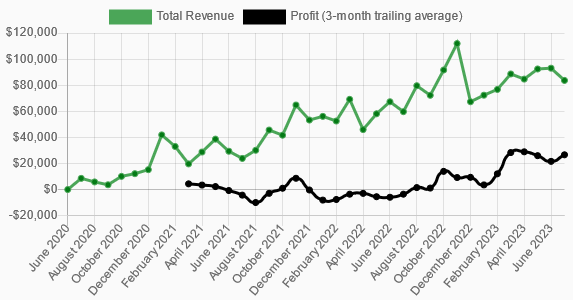 Total Revenue Profit (3-month trailing average)
$120,000
$100,000
$80,000
$60,000
$40,000
$20,000
$0
-$20,000
June 2020
August 2020
October 2020
December 2020
February 2021
April 2021
June 2021
August 2021
October 2021
December 2021
February 2022
April 2022
June 2022
August 2022
October 2022
December 2022
February 2023
April 2023
June 2023